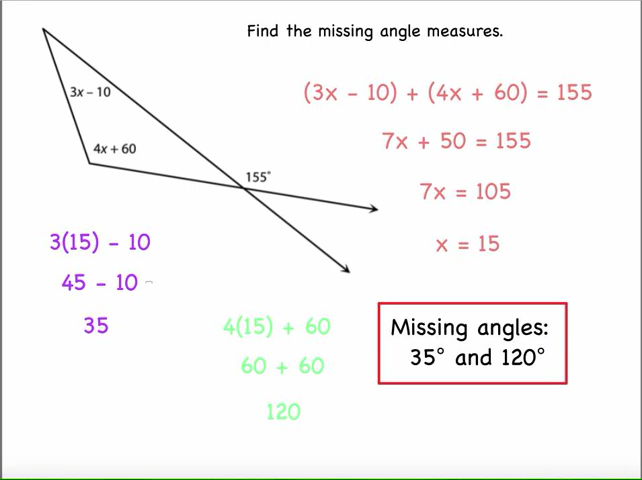 Find the missing angle measures.
3x – 10
4x + 60
155°
(3x - 10) + (4x + 60) = 155
7x + 50 = 155
7x = 105
x = 15
3(15) - 10
45 - 10
35
4(15) + 60
60 + 60
120
Missing angles:
35° and 120°